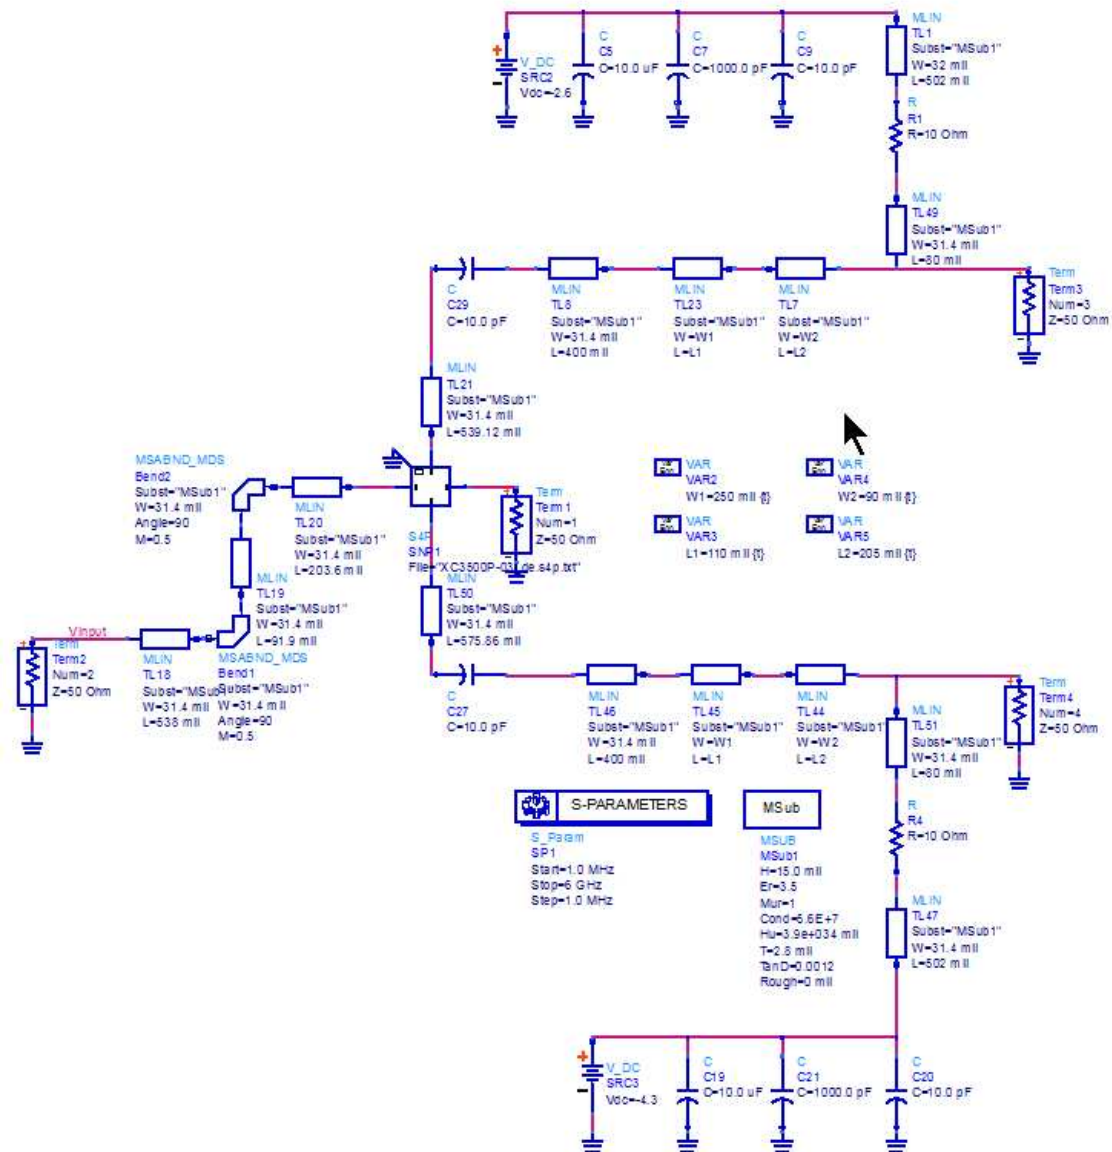 V_DC
SRC2
Vdc=-2.6
C
C5
C=10.0 uF
C
C7
C=1000.0 pF
C
C9
C=10.0 pF
MLIN
TL1
Subst="MSub1"
W=32 mil
L=502 mil
R
R1
R=10 Ohm
MLIN
TL49
Subst="MSub1"
W=31.4 mil
L=80 mil
C
C29
C=10.0 pF
MLIN
TL8
Subst="MSub1"
W=31.4 mil
L=400 mil
MLIN
TL23
Subst="MSub1"
W=W1
L=L1
MLIN
TL7
Subst="MSub1"
W=W2
L=L2
Term
Term3
Num=3
Z=50 Ohm
MLIN
TL21
Subst="MSub1"
W=31.4 mil
L=539.12 mil
MSABND_MDS
Bend2
Subst="MSub1"
W=31.4 mil
Angle=90
M=0.5
MLIN
TL20
Subst="MSub1"
W=31.4 mil
L=203.6 mil
Term
Term1
Num=1
Z=50 Ohm
S4P
SNP1
VAR
VAR2
W1=250 mil {t}
VAR
VAR4
W2=90 mil {t}
VAR
VAR3
L1=110 mil {t}
VAR
VAR5
L2=205 mil {t}
MLIN
TL19
Subst="MSub1"
W=31.4 mil
L=91.9 mil
MLIN
TL50
Subst="MSub1"
W=31.4 mil
L=575.86 mil
Vinput
Term
Term2
Num=2
Z=50 Ohm
MLIN
TL18
Subst="MSub
W=31.4 mil
L=538 mil
MSABND_MDS
Bend1
Subst="MSub1"
W=31.4 mil
Angle=90
M=0.5
C
C27
C=10.0 pF
MLIN
TL46
Subst="MSub1"
W=31.4 mil
L=400 mil
MLIN
TL45
Subst="MSub1"
W=W1
L=L1
MLIN
TL44
Subst="MSub1"
W=W2
L=L2
MLIN
TL51
Subst="MSub1"
W=31.4 mil
L=80 mil
Term
Term4
Num=4
Z=50 Ohm
S-PARAMETERS
S_Param
SP1
Start=1.0 MHz
Stop=6 GHz
Step=1.0 MHz
MSub
MSUB
MSub1
H=15.0 mil
Er=3.5
Mur=1
Cond=5.6E+7
Hu=3.9e+034 mil
T=2.8 mil
TanD=0.0012
Rough=0 mil
R
R4
R=10 Ohm
MLIN
TL47
Subst="MSub1"
W=31.4 mil
L=502 mil
V_DC
SRC3
Vdc=-4.3
C
C19
C=10.0 uF
C
C21
C=1000.0 pF
C
C20
C=10.0 pF